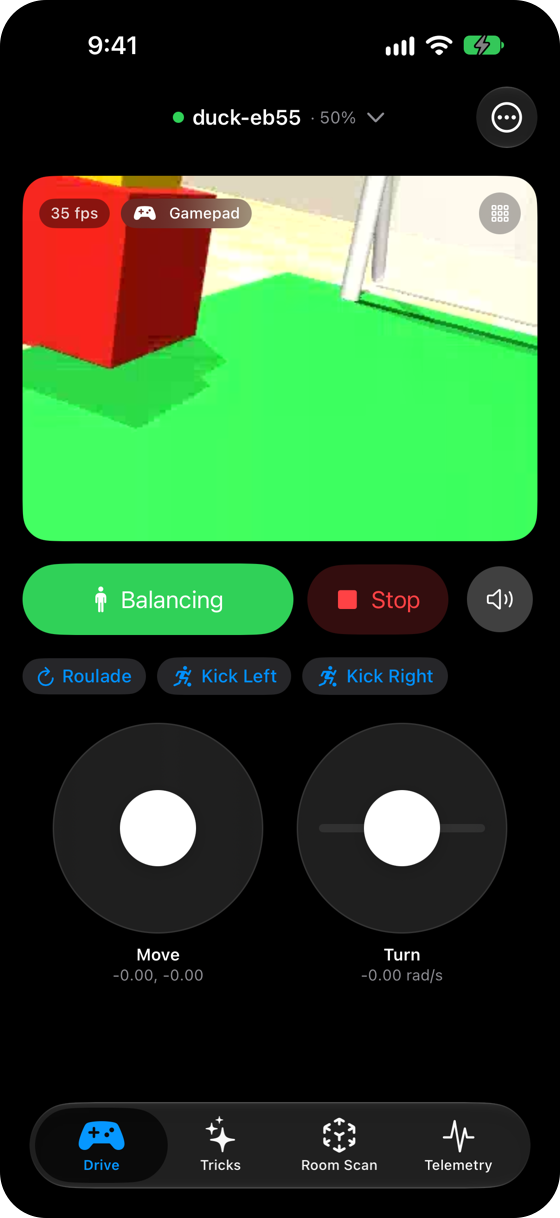 9:41
duck-eb55 · 50%
35 fps
Gamepad
Balancing
Stop
Roulade
Kick Left
Kick Right
Move
-0.00, -0.00
Turn
-0.00 rad/s
Drive
Tricks
Room Scan
Telemetry